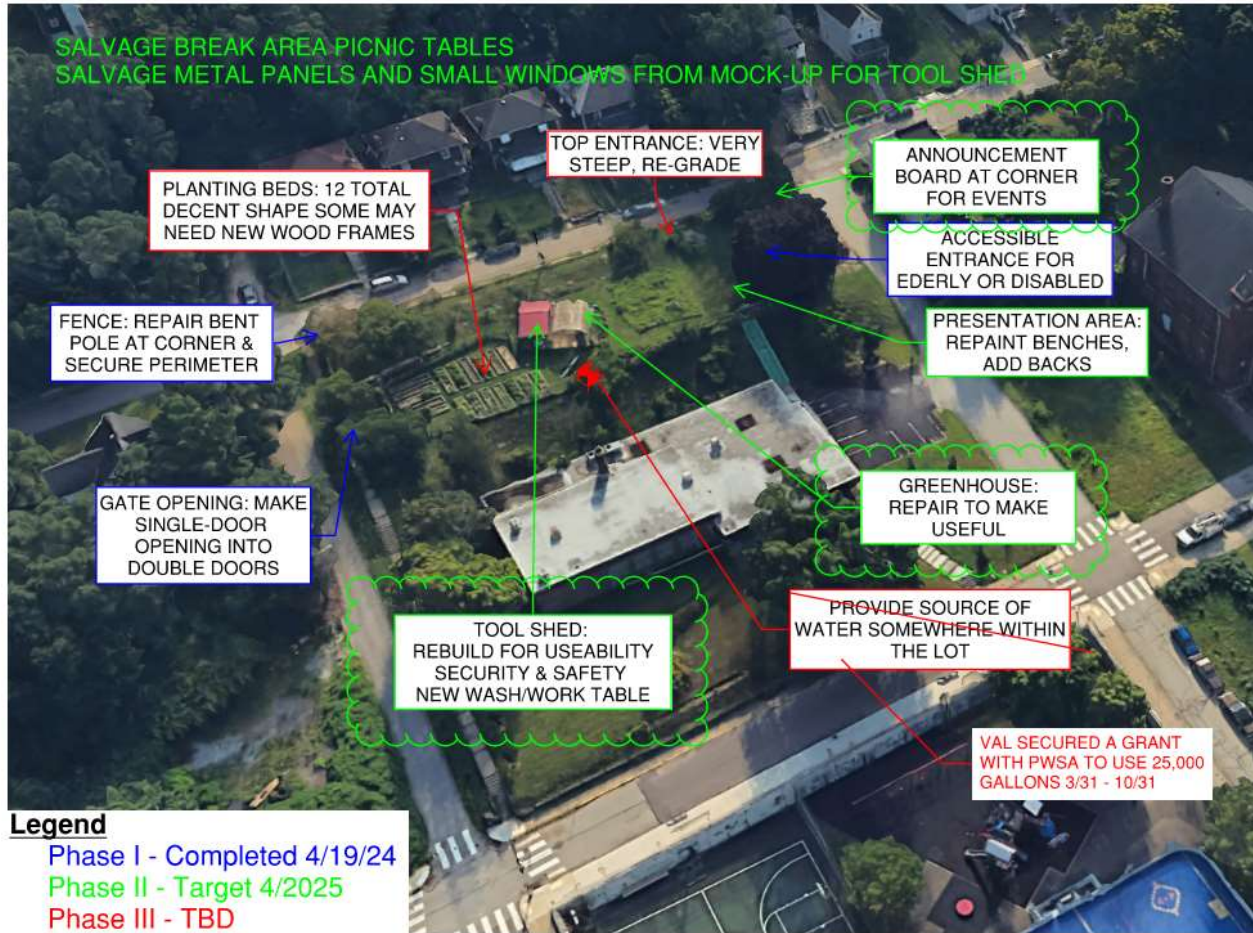 SALVAGE BREAK AREA PICNIC TABLES
SALVAGE METAL PANELS AND SMALL WINDOWS FROM MOCK-UP FOR TOOL SHED
TOP ENTRANCE: VERY
STEEP, RE-GRADE
ANNOUNCEMENT
BOARD AT CORNER
FOR EVENTS
PLANTING BEDS: 12 TOTAL
DECENT SHAPE SOME MAY
NEED NEW WOOD FRAMES
ACCESSIBLE
ENTRANCE FOR
EDERLY OR DISABLED
FENCE: REPAIR BENT
POLE AT CORNER &
SECURE PERIMETER
PRESENTATION AREA:
REPAINT BENCHES,
ADD BACKS
GATE OPENING: MAKE
SINGLE-DOOR
OPENING INTO
DOUBLE DOORS
GREENHOUSE:
REPAIR TO MAKE
USEFUL
TOOL SHED:
REBUILD FOR USEABILITY
SECURITY & SAFETY
NEW WASH/WORK TABLE
PROVIDE SOURCE OF
WATER SOMEWHERE WITHIN
THE LOT
VAL SECURED A GRANT
WITH PWSA TO USE 25,000
GALLONS 3/31 - 10/31
Legend
Phase I - Completed 4/19/24
Phase II - Target 4/2025
Phase III - TBD